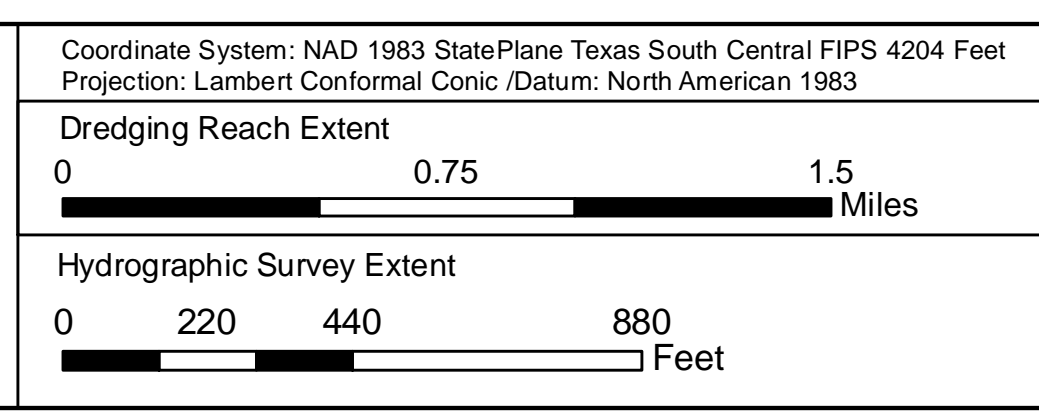 Coordinate System: NAD 1983 StatePlane Texas South Central FIPS 4204 Feet
Projection: Lambert Conformal Conic /Datum: North American 1983
Dredging Reach Extent
0 0.75 1.5
Miles
Hydrographic Survey Extent
0 220 440 880
Feet